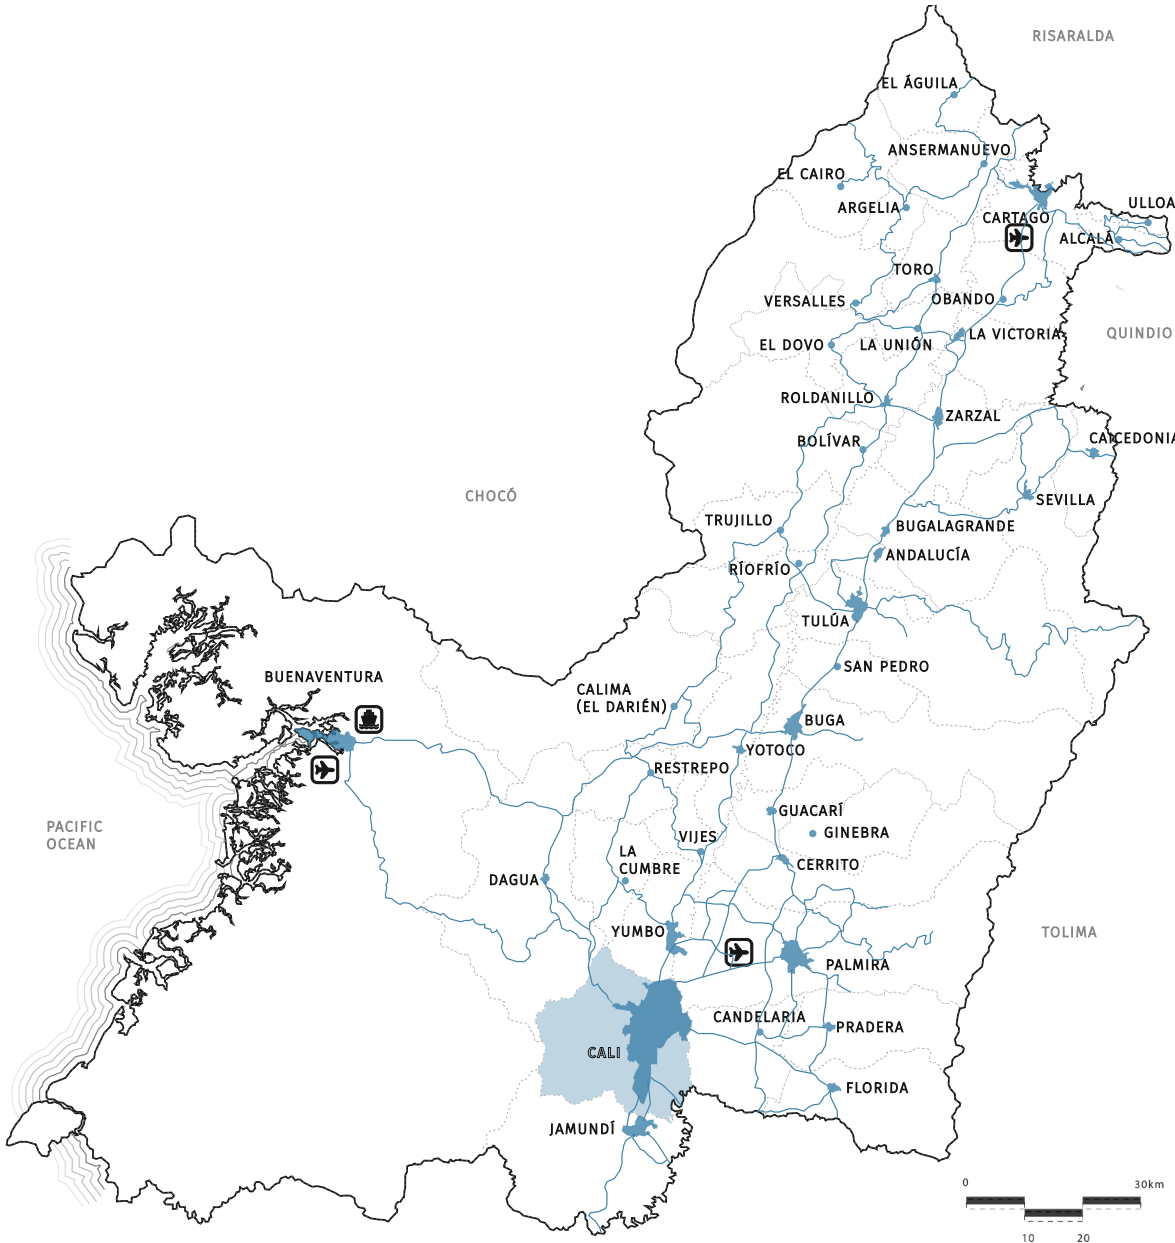 RISARALDA
EL ÁGUILA
ANSERMANUEVO
EL CAIRO
ARGELIA
ULLOA
CARTAGO
ALCALÁ
TORO
VERSALLES
OBANDO
LA VICTORIA
QUINDIO
EL DOVO
LA UNIÓN
ROLDANILLO
ZARZAL
BOLÍVAR
CAICEDONIA
CHOCÓ
SEVILLA
TRUJILLO
BUGALAGRANDE
ANDALUCÍA
RÍOFRÍO
TULÚA
SAN PEDRO
BUENAVENTURA
CALIMA
(EL DARIÉN)
BUGA
YOTOCO
RESTREPO
GUACARÍ
PACIFIC
OCEAN
GINEBRA
VIJES
LA
CUMBRE
CERRITO
DAGUA
YUMBO
TOLIMA
PALMIRA
CANDELARIA
PRADERA
CALI
FLORIDA
JAMUNDÍ
0
30km
10
20